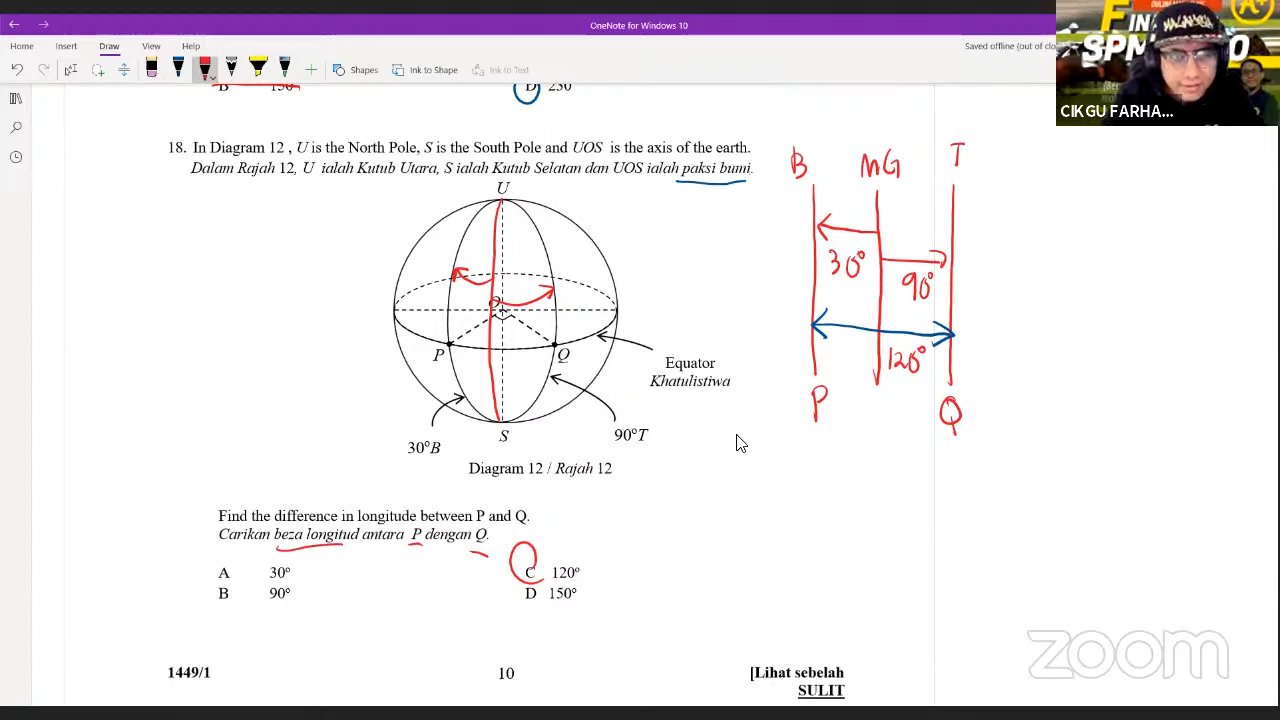 OneNote for Windows 10
Home Insert Draw View Help
Saved offline (out of
Shapes
Ink to Shape
Ink to Text
MALAYSIA
A+
CIKGU FARHA...
B 150
D 230
18. In Diagram 12 , U is the North Pole, S is the South Pole and UOS is the axis of the earth.
Dalam Rajah 12, U ialah Kutub Utara, S ialah Kutub Selatan dan UOS ialah paksi bumi.
U
O
P
Q
Equator
Khatulistiwa
S
30°B
90°T
Diagram 12 / Rajah 12
B MG T
30°
90°
120°
P Q
Find the difference in longitude between P and Q.
Carikan beza longitud antara P dengan Q.
A 30° C 120°
B 90° D 150°
1449/1 10 [Lihat sebelah
SULIT
zoom